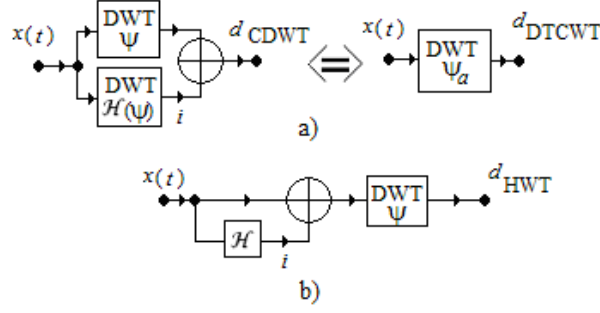 x(t) DWT Ψ d CDWT
DWT ℋ(Ψ) i
x(t) DWT Ψa d DTCWT
a)
x(t) DWT Ψ d HWT
ℋ i
b)